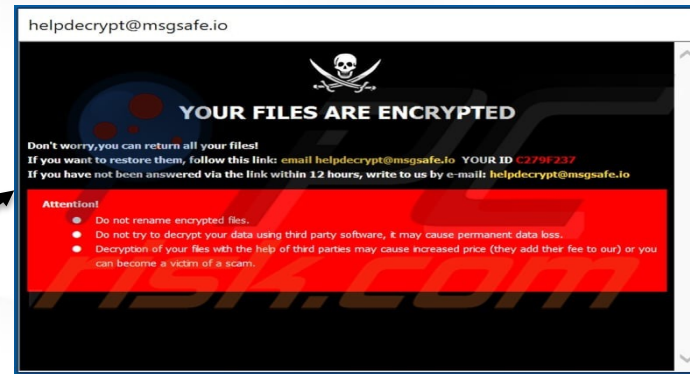 helpdecrypt@msgsafe.io
YOUR FILES ARE ENCRYPTED
Don't worry,you can return all your files!
If you want to restore them, follow this link: email helpdecrypt@msgsafe.io YOUR ID C279F237
If you have not been answered via the link within 12 hours, write to us by e-mail: helpdecrypt@msgsafe.io
Attention!
Do not rename encrypted files.
Do not try to decrypt your data using third party software, it may cause permanent data loss.
Decryption of your files with the help of third parties may cause increased price (they add their fee to our) or you
can become a victim of a scam.
PC
risk.com